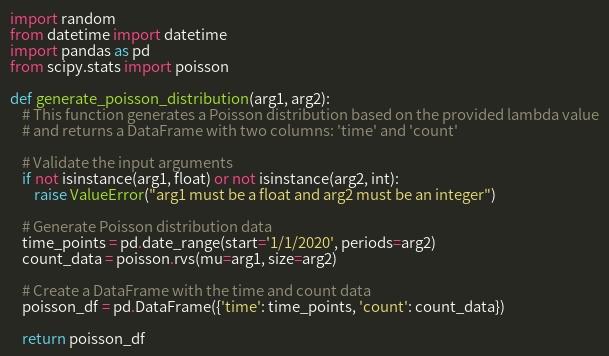 import random
from datetime import datetime
import pandas as pd
from scipy.stats import poisson

def generate_poisson_distribution(arg1, arg2):
    # This function generates a Poisson distribution based on the provided lambda value
    # and returns a DataFrame with two columns: 'time' and 'count'

    # Validate the input arguments
    if not isinstance(arg1, float) or not isinstance(arg2, int):
        raise ValueError("arg1 must be a float and arg2 must be an integer")

    # Generate Poisson distribution data
    time_points = pd.date_range(start='1/1/2020', periods=arg2)
    count_data = poisson.rvs(mu=arg1, size=arg2)

    # Create a DataFrame with the time and count data
    poisson_df = pd.DataFrame({'time': time_points, 'count': count_data})

    return poisson_df